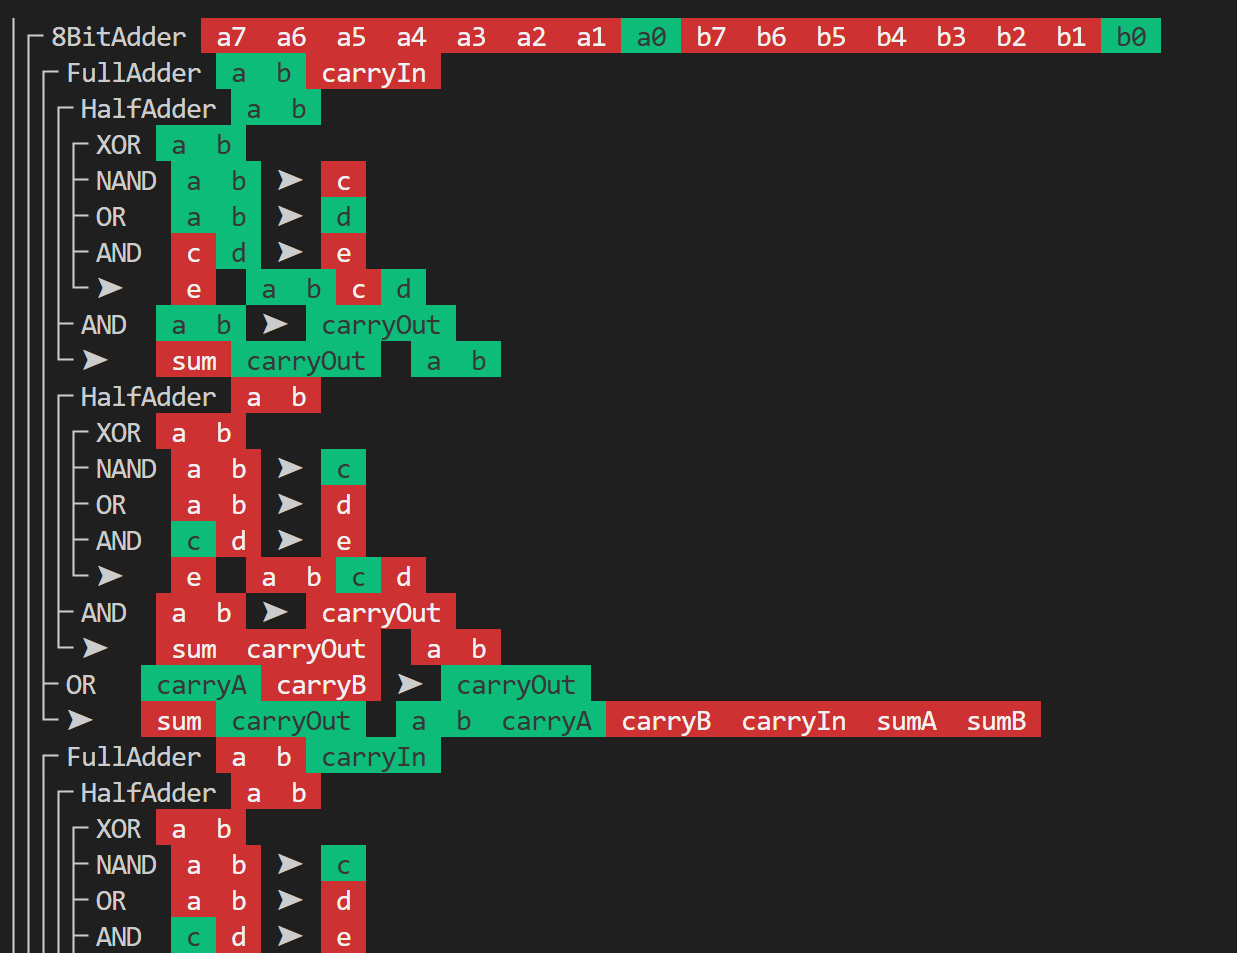 8BitAdder a7 a6 a5 a4 a3 a2 a1 a0 b7 b6 b5 b4 b3 b2 b1 b0
FullAdder a b carryIn
HalfAdder a b
XOR a b
NAND a b ➤ c
OR a b ➤ d
AND c d ➤ e
➤ e a b c d
AND a b ➤ carryOut
➤ sum carryOut a b
HalfAdder a b
XOR a b
NAND a b ➤ c
OR a b ➤ d
AND c d ➤ e
➤ e a b c d
AND a b ➤ carryOut
➤ sum carryOut a b
OR carryA carryB ➤ carryOut
➤ sum carryOut a b carryA carryB carryIn sumA sumB
FullAdder a b carryIn
HalfAdder a b
XOR a b
NAND a b ➤ c
OR a b ➤ d
AND c d ➤ e